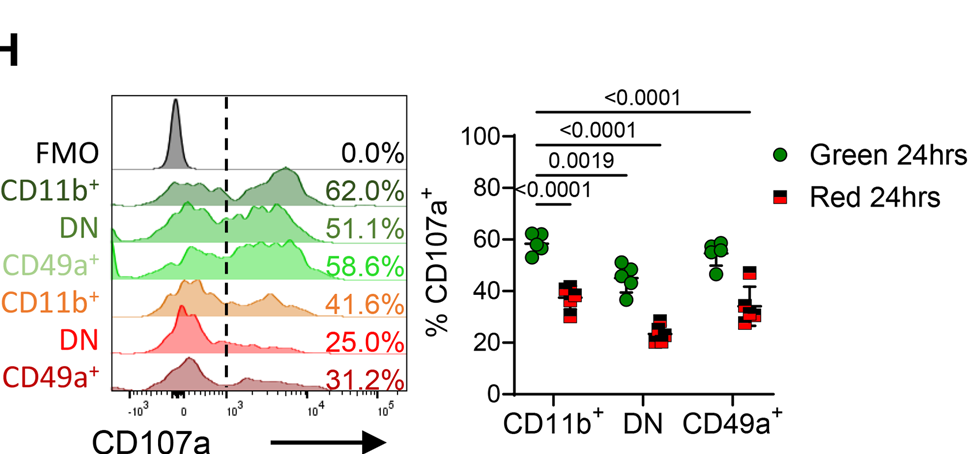 H
FMO 0.0%
CD11b⁺ 62.0%
DN 51.1%
CD49a⁺ 58.6%
CD11b⁺ 41.6%
DN 25.0%
CD49a⁺ 31.2%
-10³ 0 10³ 10⁴ 10⁵
CD107a
% CD107a⁺
100
80
60
40
20
0
<0.0001
<0.0001
0.0019
<0.0001
CD11b⁺ DN CD49a⁺
Green 24hrs
Red 24hrs